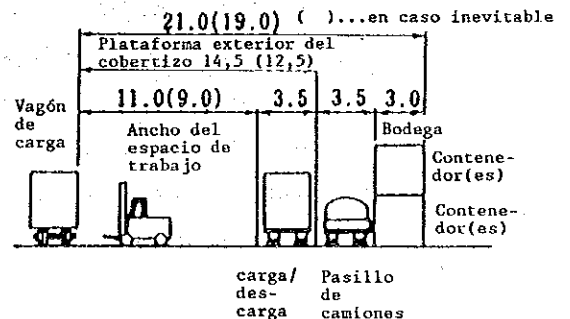 21.0(19.0) ( )...en caso inevitable
Plataforma exterior del
cobertizo 14,5 (12,5)
11.0(9.0) 3.5 3.5 3.0
Vagón
de
carga
Ancho del
espacio de
trabajo
Bodega
Contene-
dor(es)
Contene-
dor(es)
carga/
des-
carga
Pasillo
de
camiones